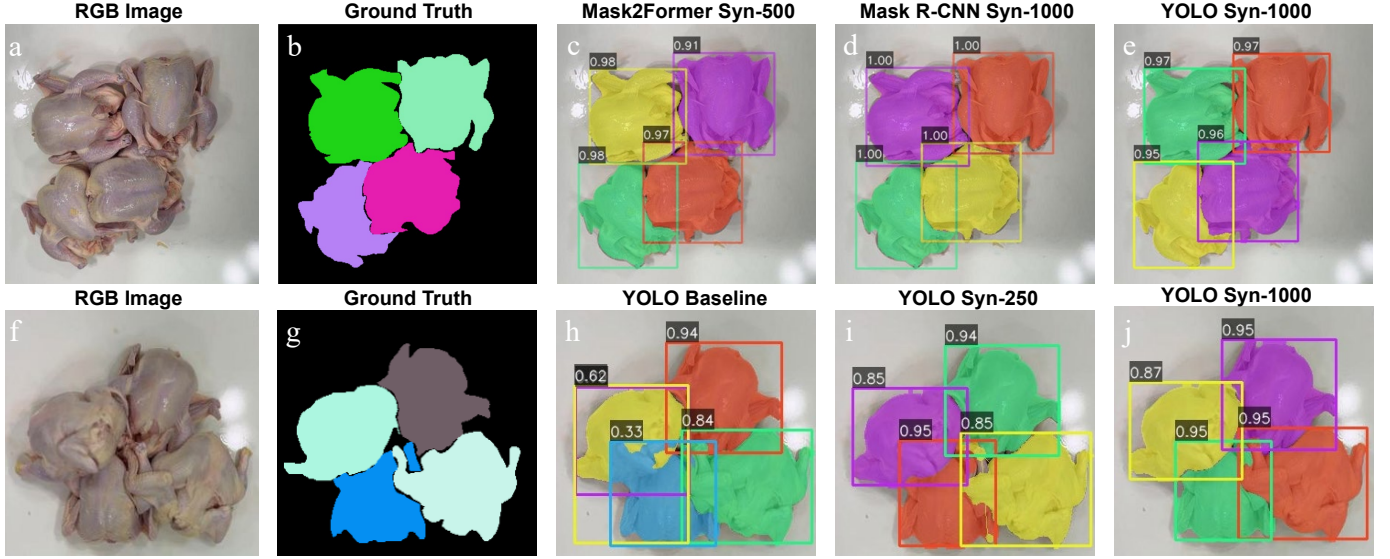 RGB Image
Ground Truth
Mask2Former Syn-500
Mask R-CNN Syn-1000
YOLO Syn-1000
a
b
c
d
e
0.98
0.91
0.97
0.98
1.00
1.00
1.00
1.00
0.97
0.97
0.96
0.95
RGB Image
Ground Truth
YOLO Baseline
YOLO Syn-250
YOLO Syn-1000
f
g
h
i
j
0.94
0.62
0.84
0.33
0.94
0.85
0.95
0.85
0.95
0.87
0.95
0.95